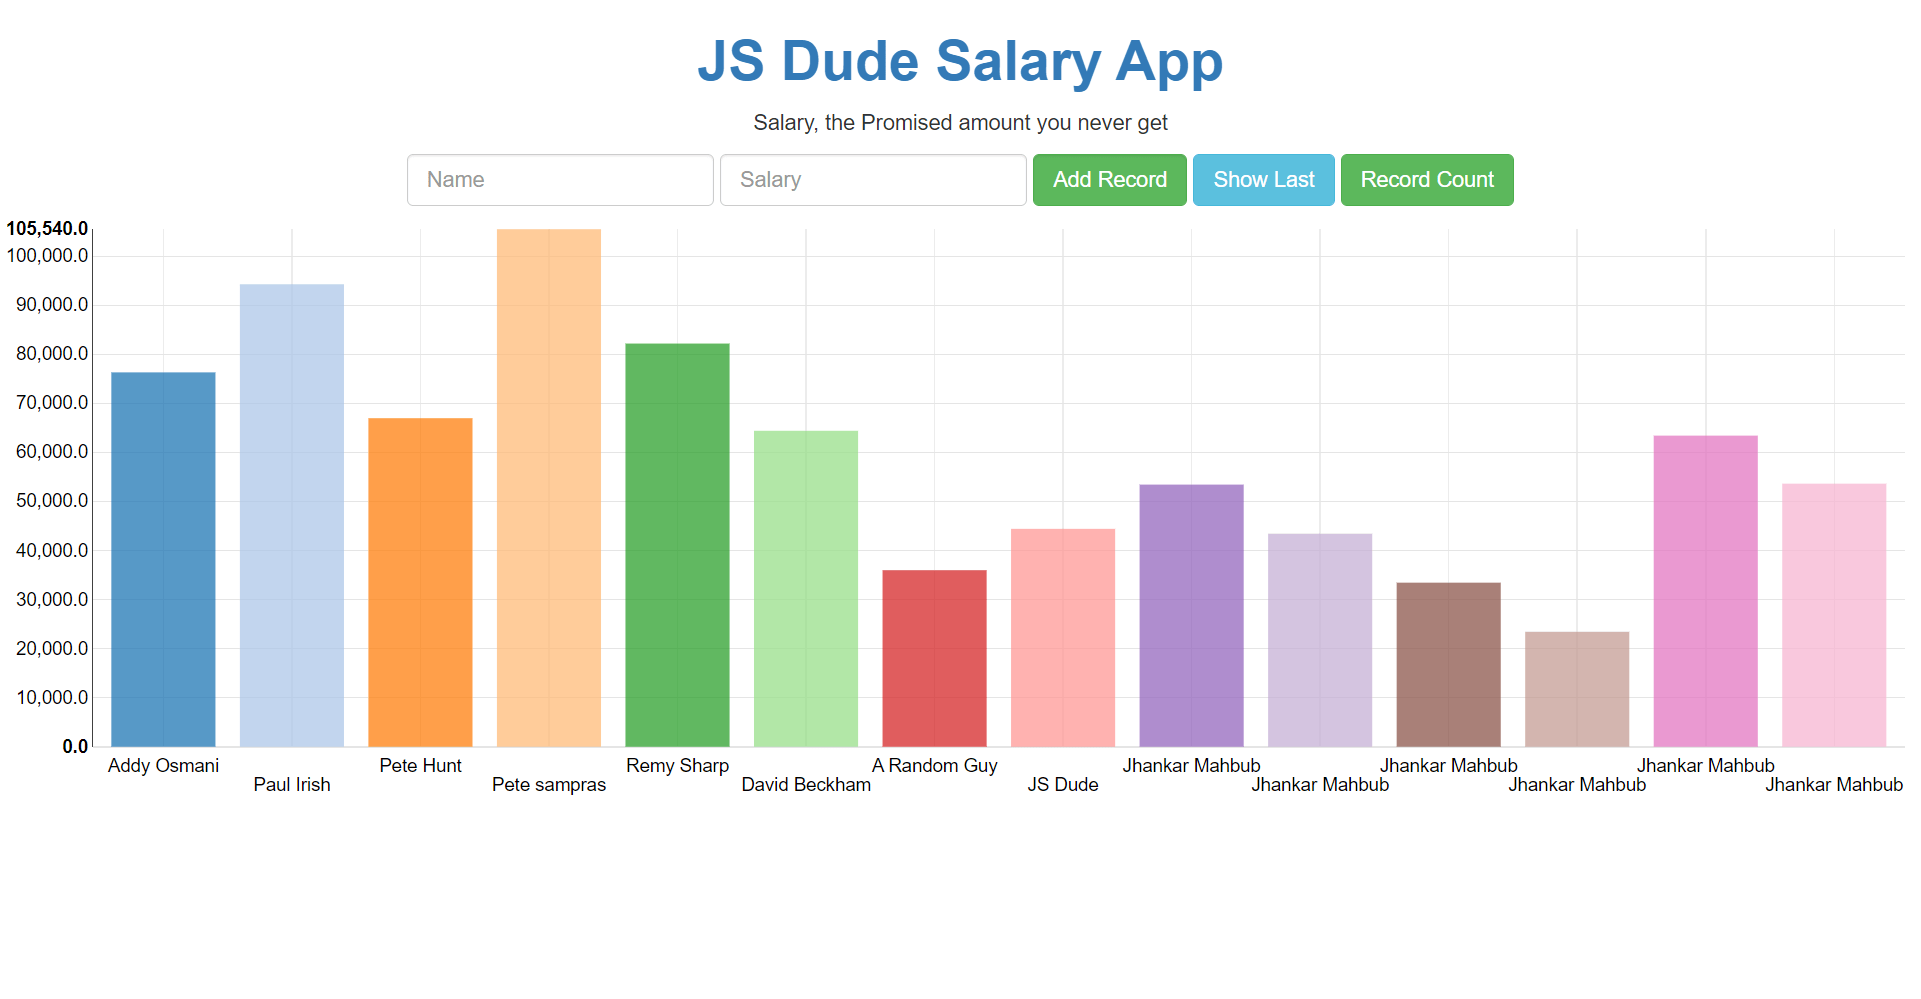 JS Dude Salary App
Salary, the Promised amount you never get
Name Salary Add Record Show Last Record Count
105,540.0
100,000.0
90,000.0
80,000.0
70,000.0
60,000.0
50,000.0
40,000.0
30,000.0
20,000.0
10,000.0
0.0
Addy Osmani Pete Hunt Remy Sharp A Random Guy Jhankar Mahbub Jhankar Mahbub Jhankar Mahbub
Paul Irish Pete sampras David Beckham JS Dude Jhankar Mahbub Jhankar Mahbub Jhankar Mahbub